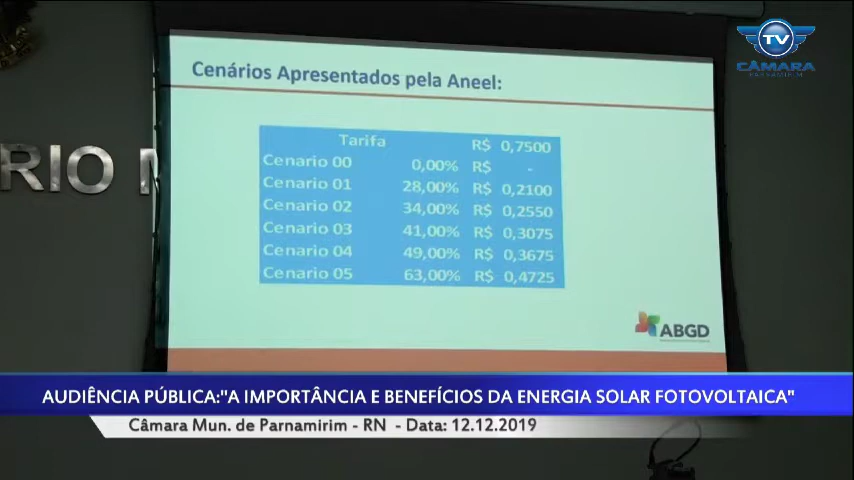 TV
CÂMARA
PARNAMIRIM
Cenários Apresentados pela Aneel:
RIO M
Tarifa R$ 0,7500
Cenario 00 0,00% R$ -
Cenario 01 28,00% R$ 0,2100
Cenario 02 34,00% R$ 0,2550
Cenario 03 41,00% R$ 0,3075
Cenario 04 49,00% R$ 0,3675
Cenario 05 63,00% R$ 0,4725
ABGD
AUDIÊNCIA PÚBLICA:"A IMPORTÂNCIA E BENEFÍCIOS DA ENERGIA SOLAR FOTOVOLTAICA"
Câmara Mun. de Parnamirim - RN - Data: 12.12.2019